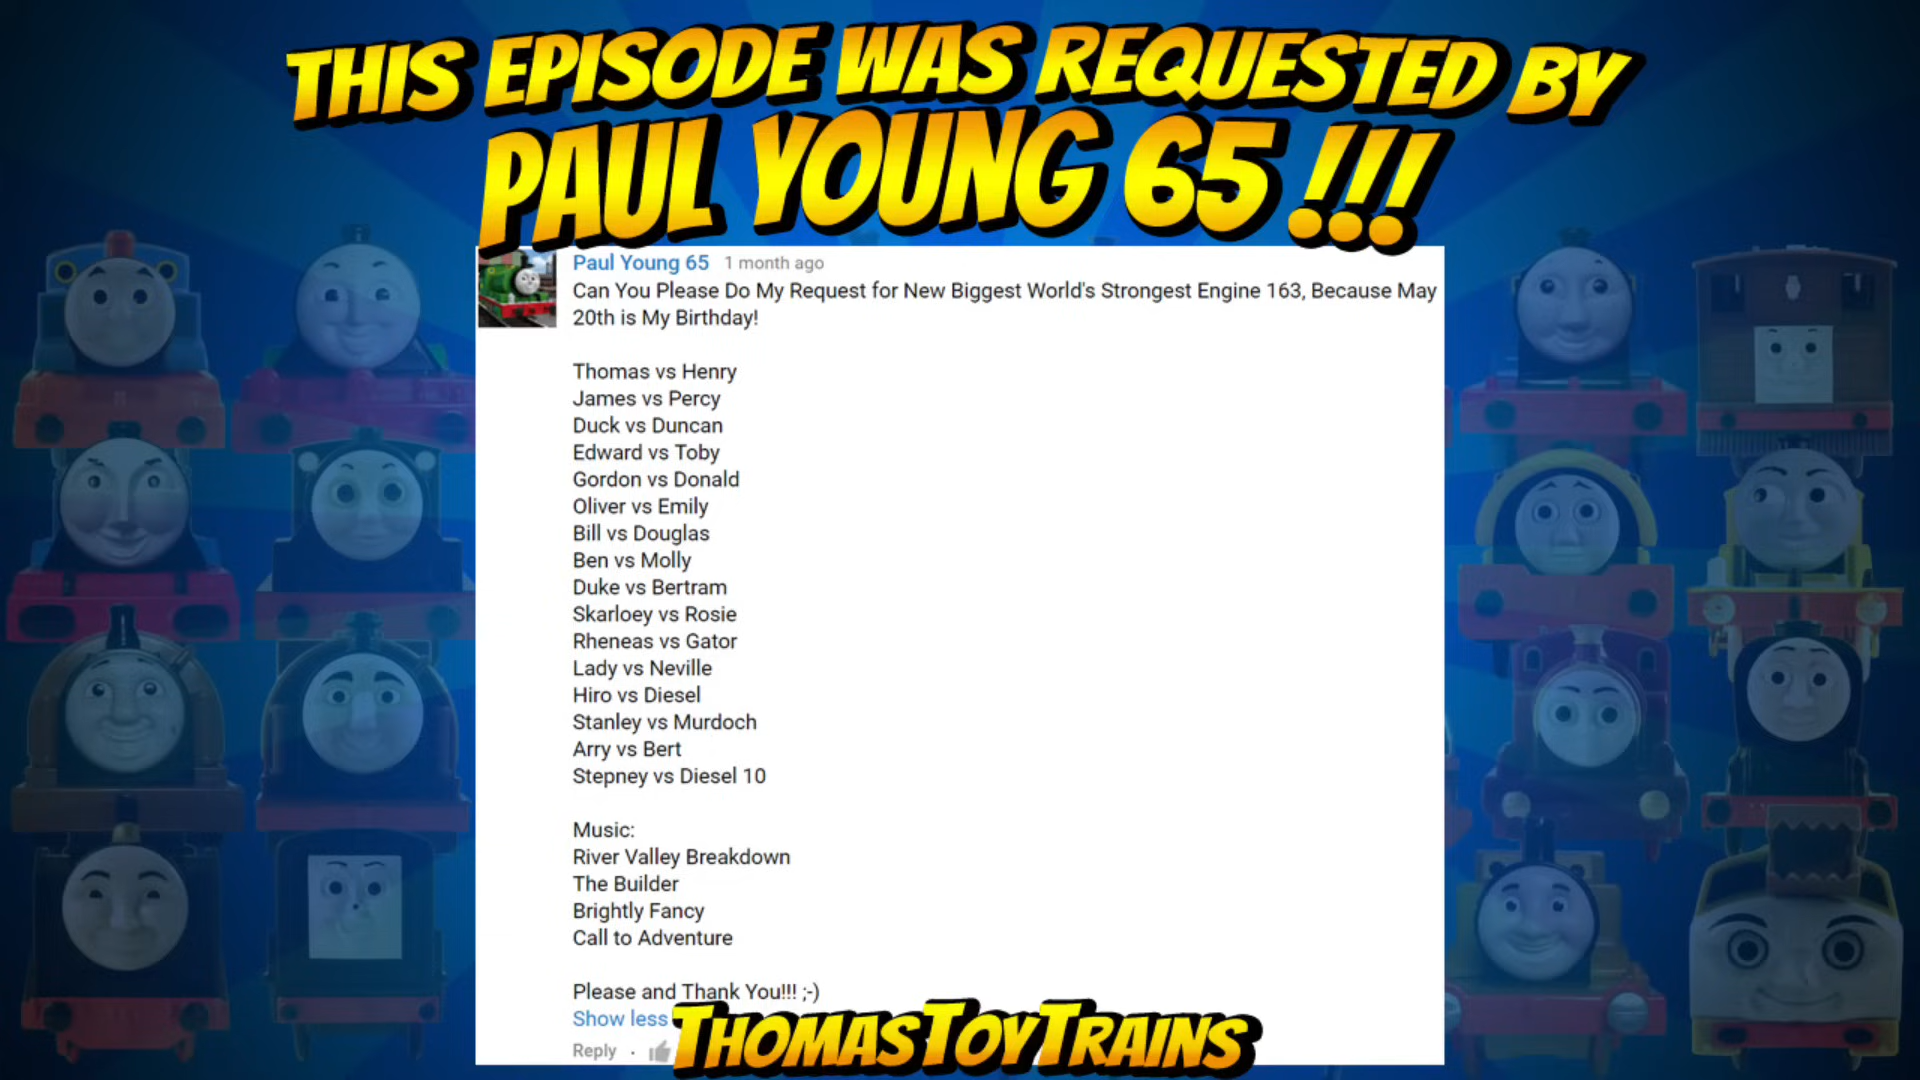 THIS EPISODE WAS REQUESTED BY
PAUL YOUNG 65 !!!
Paul Young 65 1 month ago
Can You Please Do My Request for New Biggest World's Strongest Engine 163, Because May
20th is My Birthday!
Thomas vs Henry
James vs Percy
Duck vs Duncan
Edward vs Toby
Gordon vs Donald
Oliver vs Emily
Bill vs Douglas
Ben vs Molly
Duke vs Bertram
Skarloey vs Rosie
Rheneas vs Gator
Lady vs Neville
Hiro vs Diesel
Stanley vs Murdoch
Arry vs Bert
Stepney vs Diesel 10
Music:
River Valley Breakdown
The Builder
Brightly Fancy
Call to Adventure
Please and Thank You!!! ;-)
Show less
Reply ·
THOMASTOYTRAINS